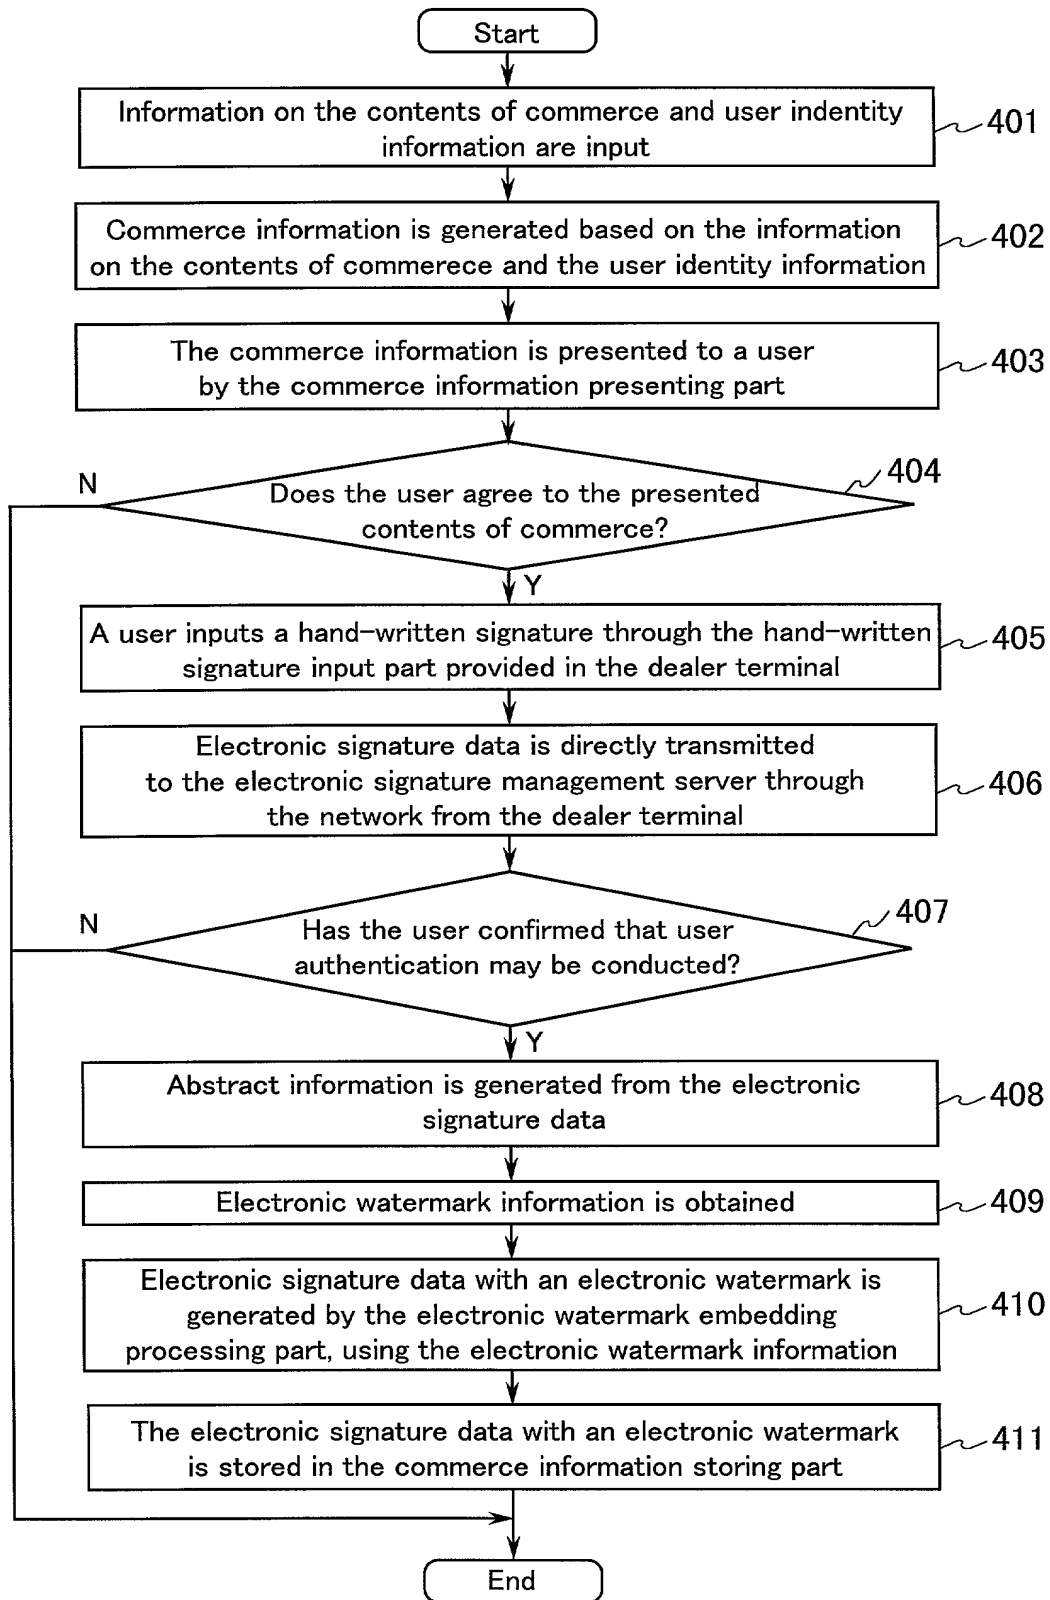 Start
Information on the contents of commerce and user indentity
information are input
401
Commerce information is generated based on the information
on the contents of commerece and the user identity information
402
The commerce information is presented to a user
by the commerce information presenting part
403
N
404
Does the user agree to the presented
contents of commerce?
Y
A user inputs a hand-written signature through the hand-written
signature input part provided in the dealer terminal
405
Electronic signature data is directly transmitted
to the electronic signature management server through
the network from the dealer terminal
406
N
407
Has the user confirmed that user
authentication may be conducted?
Y
Abstract information is generated from the electronic
signature data
408
Electronic watermark information is obtained
409
Electronic signature data with an electronic watermark is
generated by the electronic watermark embedding
processing part, using the electronic watermark information
410
The electronic signature data with an electronic watermark
is stored in the commerce information storing part
411
End